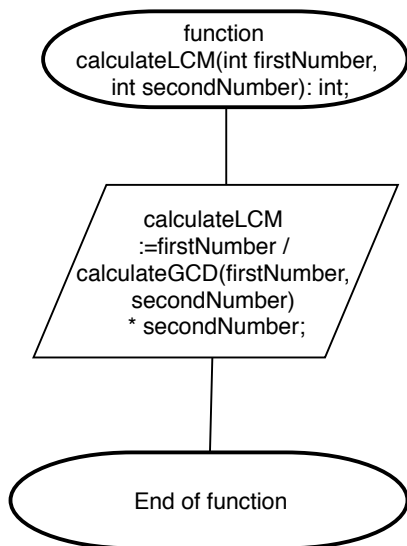 function
calculateLCM(int firstNumber,
int secondNumber): int;
calculateLCM
:=firstNumber /
calculateGCD(firstNumber,
secondNumber)
* secondNumber;
End of function